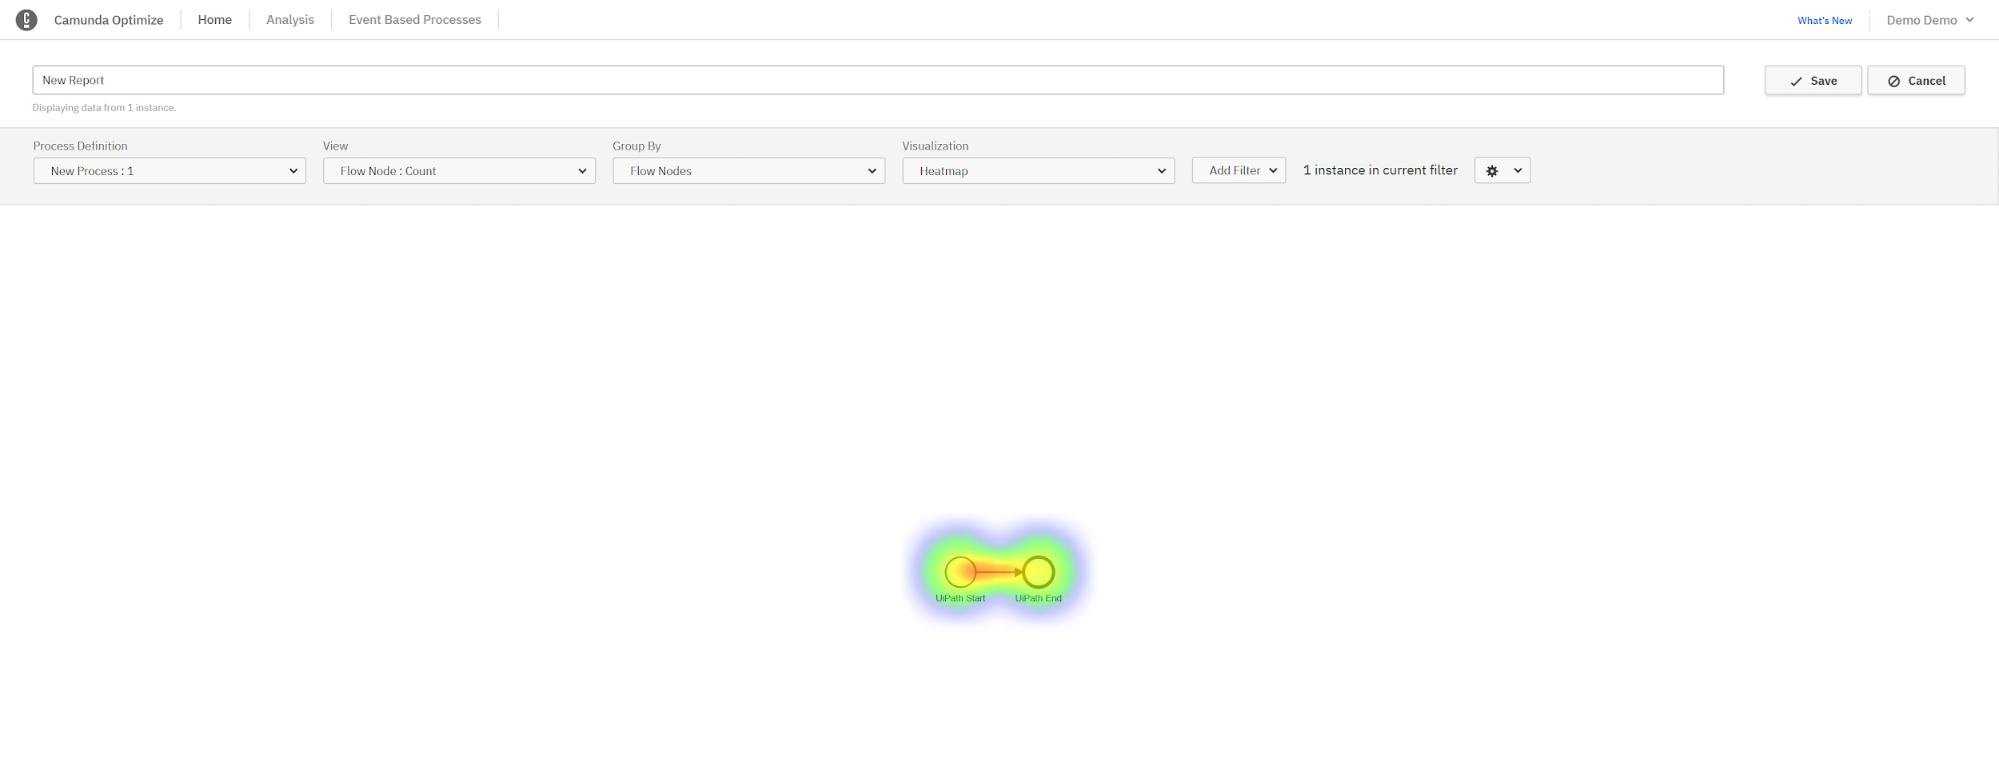 Camunda Optimize Home Analysis Event Based Processes What's New Demo Demo
New Report Save Cancel
Displaying data from 1 instance.
Process Definition View Group By Visualization
New Process : 1 Flow Node : Count Flow Nodes Heatmap Add Filter 1 instance in current filter
UiPath Start UiPath End